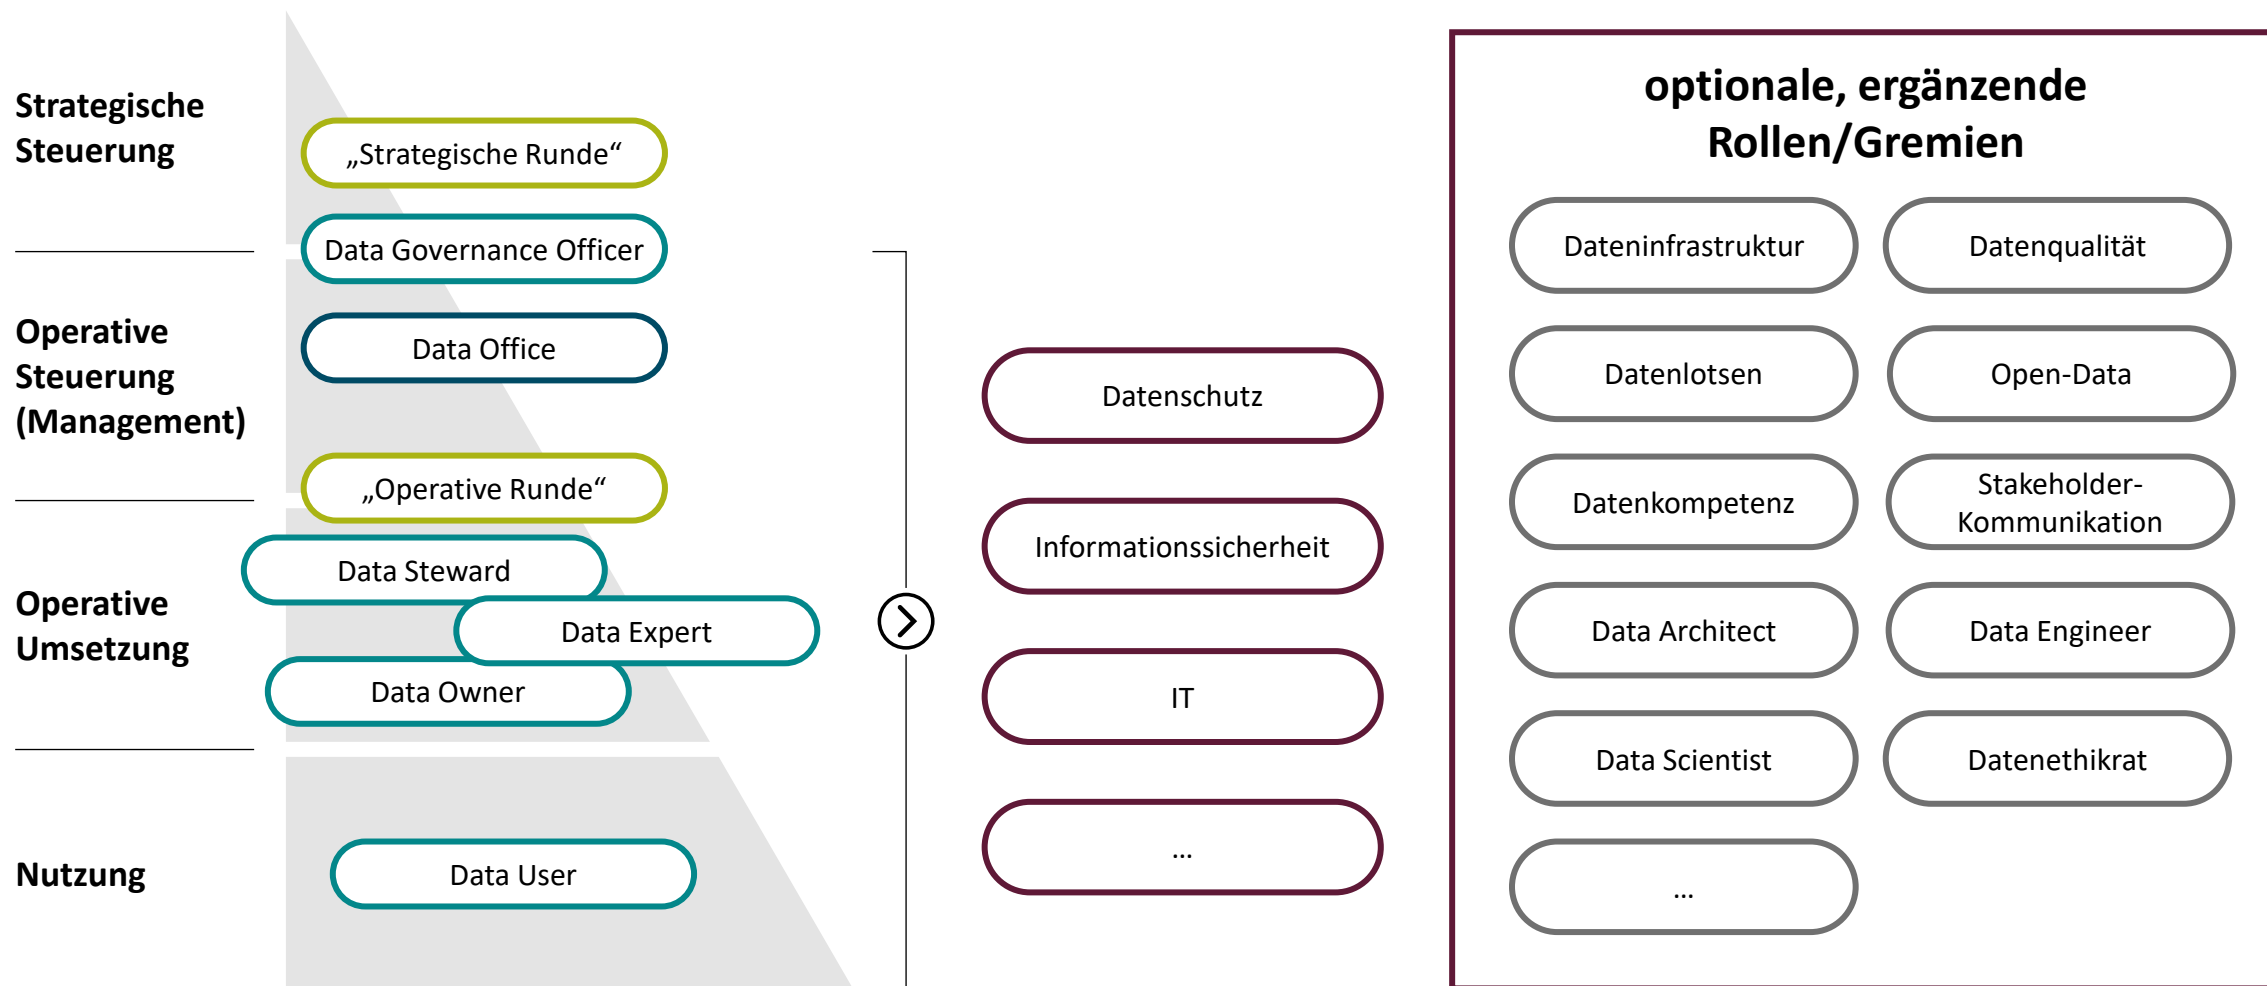 Strategische
Steuerung
„Strategische Runde“
Data Governance Officer
Operative
Steuerung
(Management)
Data Office
„Operative Runde“
Operative
Umsetzung
Data Steward
Data Expert
Data Owner
Nutzung
Data User
Datenschutz
Informationssicherheit
IT
...
optionale, ergänzende
Rollen/Gremien
Dateninfrastruktur
Datenqualität
Datenlotsen
Open-Data
Datenkompetenz
Stakeholder-
Kommunikation
Data Architect
Data Engineer
Data Scientist
Datenethikrat
...